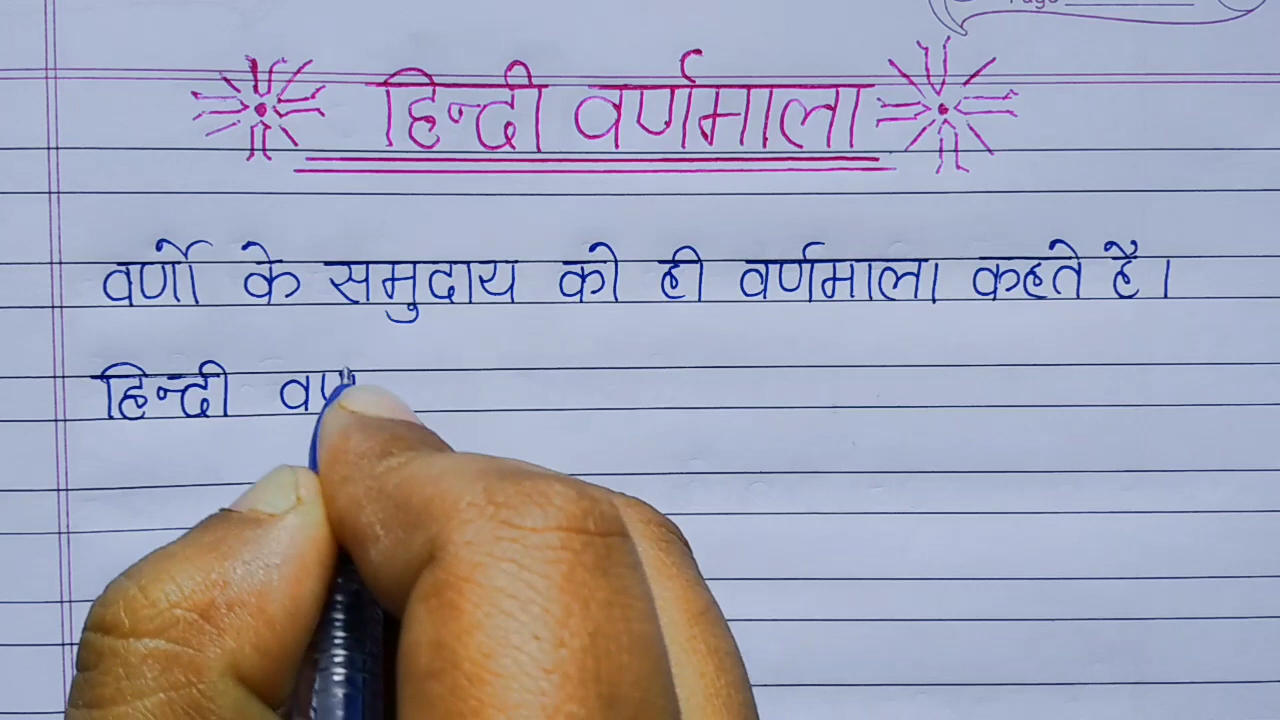 हिन्दी वर्णमाला
वर्णों के समुदाय को ही वर्णमाला कहते हैं।
हिन्दी